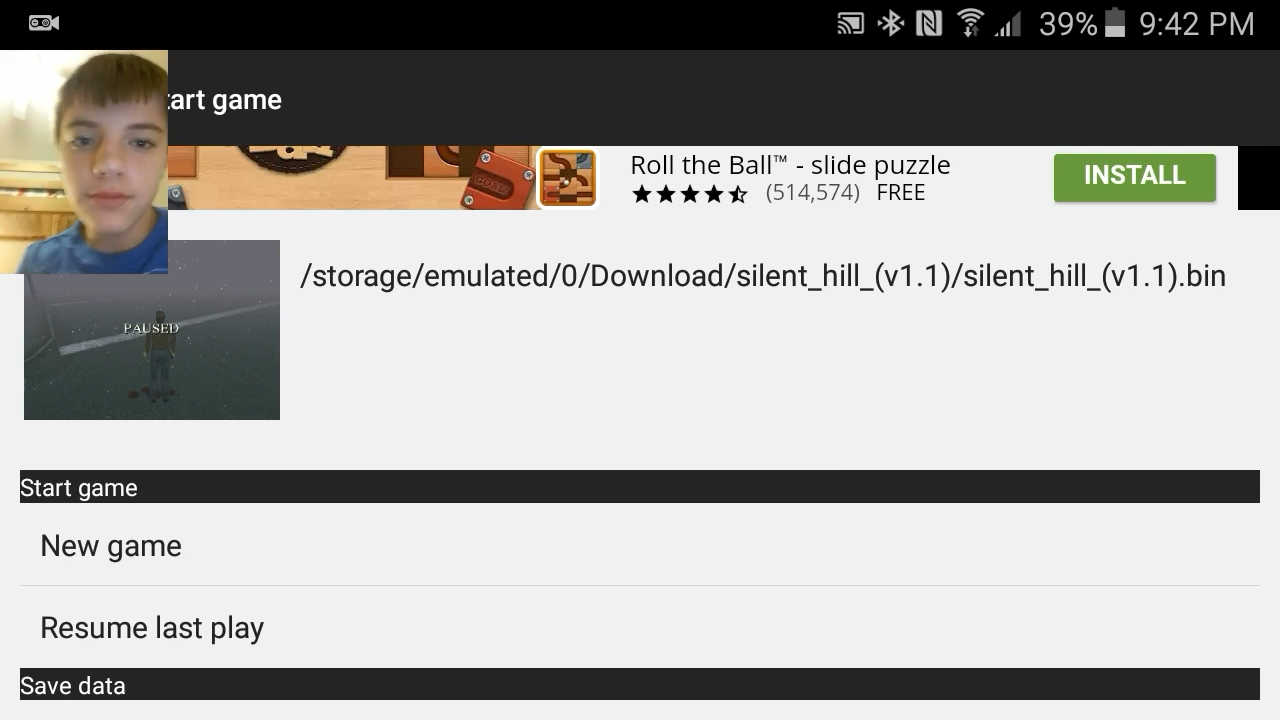 39% 9:42 PM
tart game
Roll the Ball™ - slide puzzle
(514,574) FREE
INSTALL
/storage/emulated/0/Download/silent_hill_(v1.1)/silent_hill_(v1.1).bin
PAUSED
Start game
New game
Resume last play
Save data